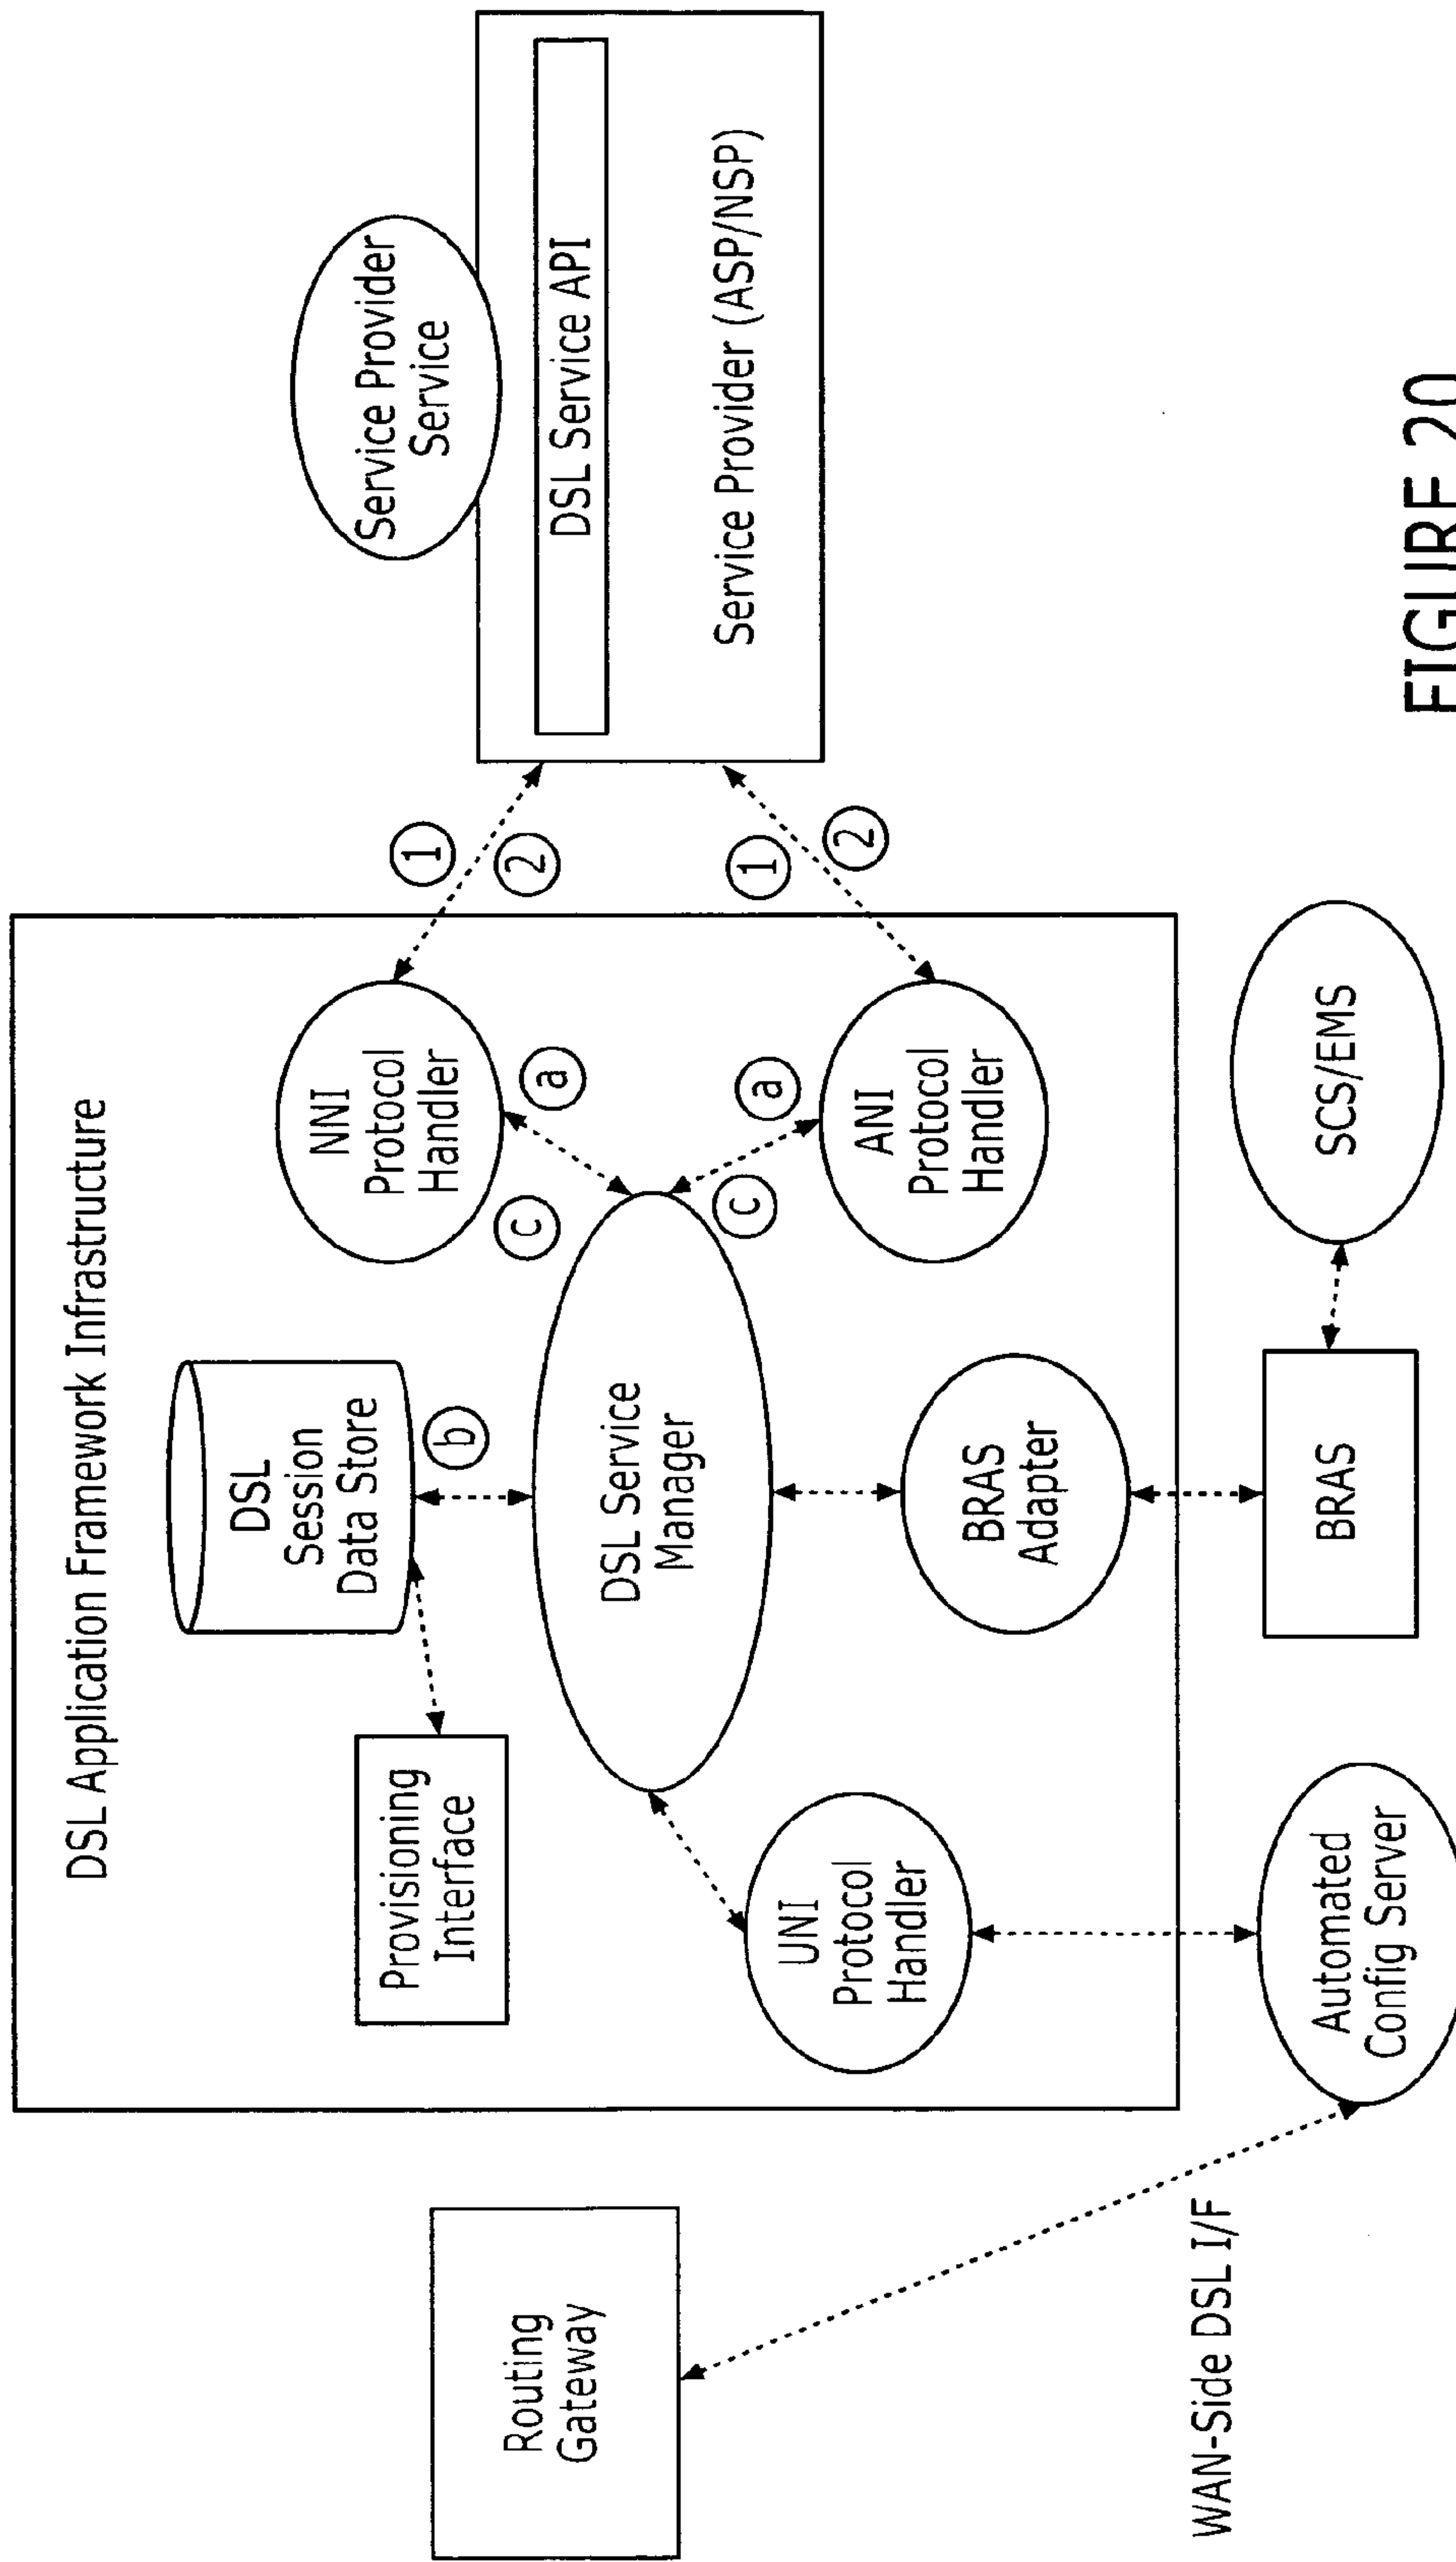 DSL Application Framework Infrastructure
Routing
Gateway
WAN-Side DSL I/F
Provisioning
Interface
DSL
Session
Data Store
b
DSL Service
Manager
UNI
Protocol
Handler
BRAS
Adapter
NNI
Protocol
Handler
a
c
ANI
Protocol
Handler
a
c
1
2
1
2
Service Provider
Service
DSL Service API
Service Provider (ASP/NSP)
Automated
Config Server
BRAS
SCS/EMS
FIGURE 20